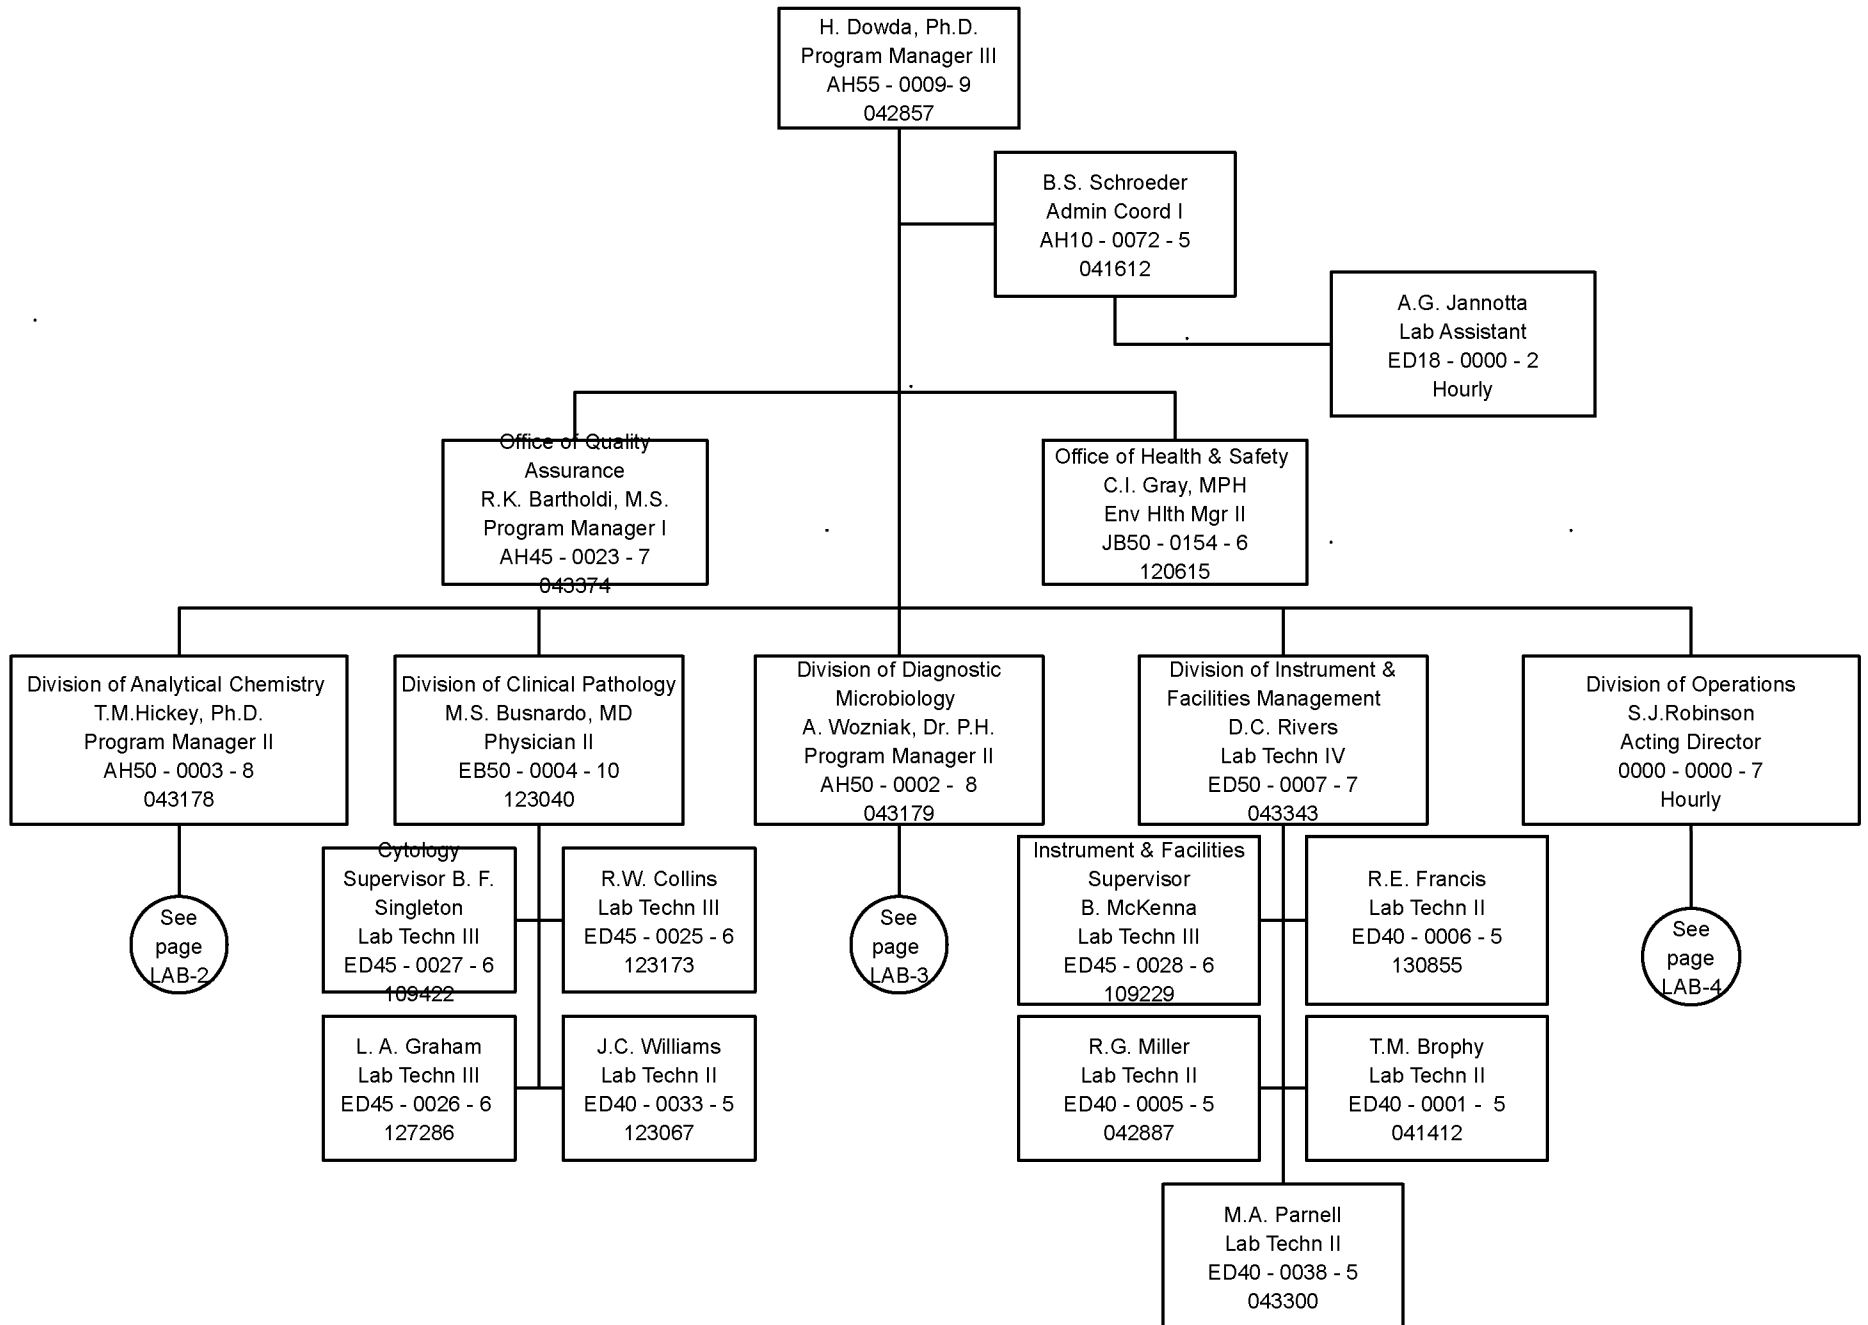 H. Dowda, Ph.D.
Program Manager III
AH55 - 0009- 9
042857
B.S. Schroeder
Admin Coord I
AH10 - 0072 - 5
041612
A.G. Jannotta
Lab Assistant
ED18 - 0000 - 2
Hourly
Office of Quality
Assurance
R.K. Bartholdi, M.S.
Program Manager I
AH45 - 0023 - 7
043374
Office of Health & Safety
C.I. Gray, MPH
Env Hlth Mgr II
JB50 - 0154 - 6
120615
Division of Analytical Chemistry
T.M.Hickey, Ph.D.
Program Manager II
AH50 - 0003 - 8
043178
Division of Clinical Pathology
M.S. Busnardo, MD
Physician II
EB50 - 0004 - 10
123040
Division of Diagnostic
Microbiology
A. Wozniak, Dr. P.H.
Program Manager II
AH50 - 0002 - 8
043179
Division of Instrument &
Facilities Management
D.C. Rivers
Lab Techn IV
ED50 - 0007 - 7
043343
Division of Operations
S.J.Robinson
Acting Director
0000 - 0000 - 7
Hourly
See
page
LAB-2
Cytology
Supervisor B. F.
Singleton
Lab Techn III
ED45 - 0027 - 6
109422
R.W. Collins
Lab Techn III
ED45 - 0025 - 6
123173
See
page
LAB-3
Instrument & Facilities
Supervisor
B. McKenna
Lab Techn III
ED45 - 0028 - 6
109229
R.E. Francis
Lab Techn II
ED40 - 0006 - 5
130855
See
page
LAB-4
L. A. Graham
Lab Techn III
ED45 - 0026 - 6
127286
J.C. Williams
Lab Techn II
ED40 - 0033 - 5
123067
R.G. Miller
Lab Techn II
ED40 - 0005 - 5
042887
T.M. Brophy
Lab Techn II
ED40 - 0001 - 5
041412
M.A. Parnell
Lab Techn II
ED40 - 0038 - 5
043300